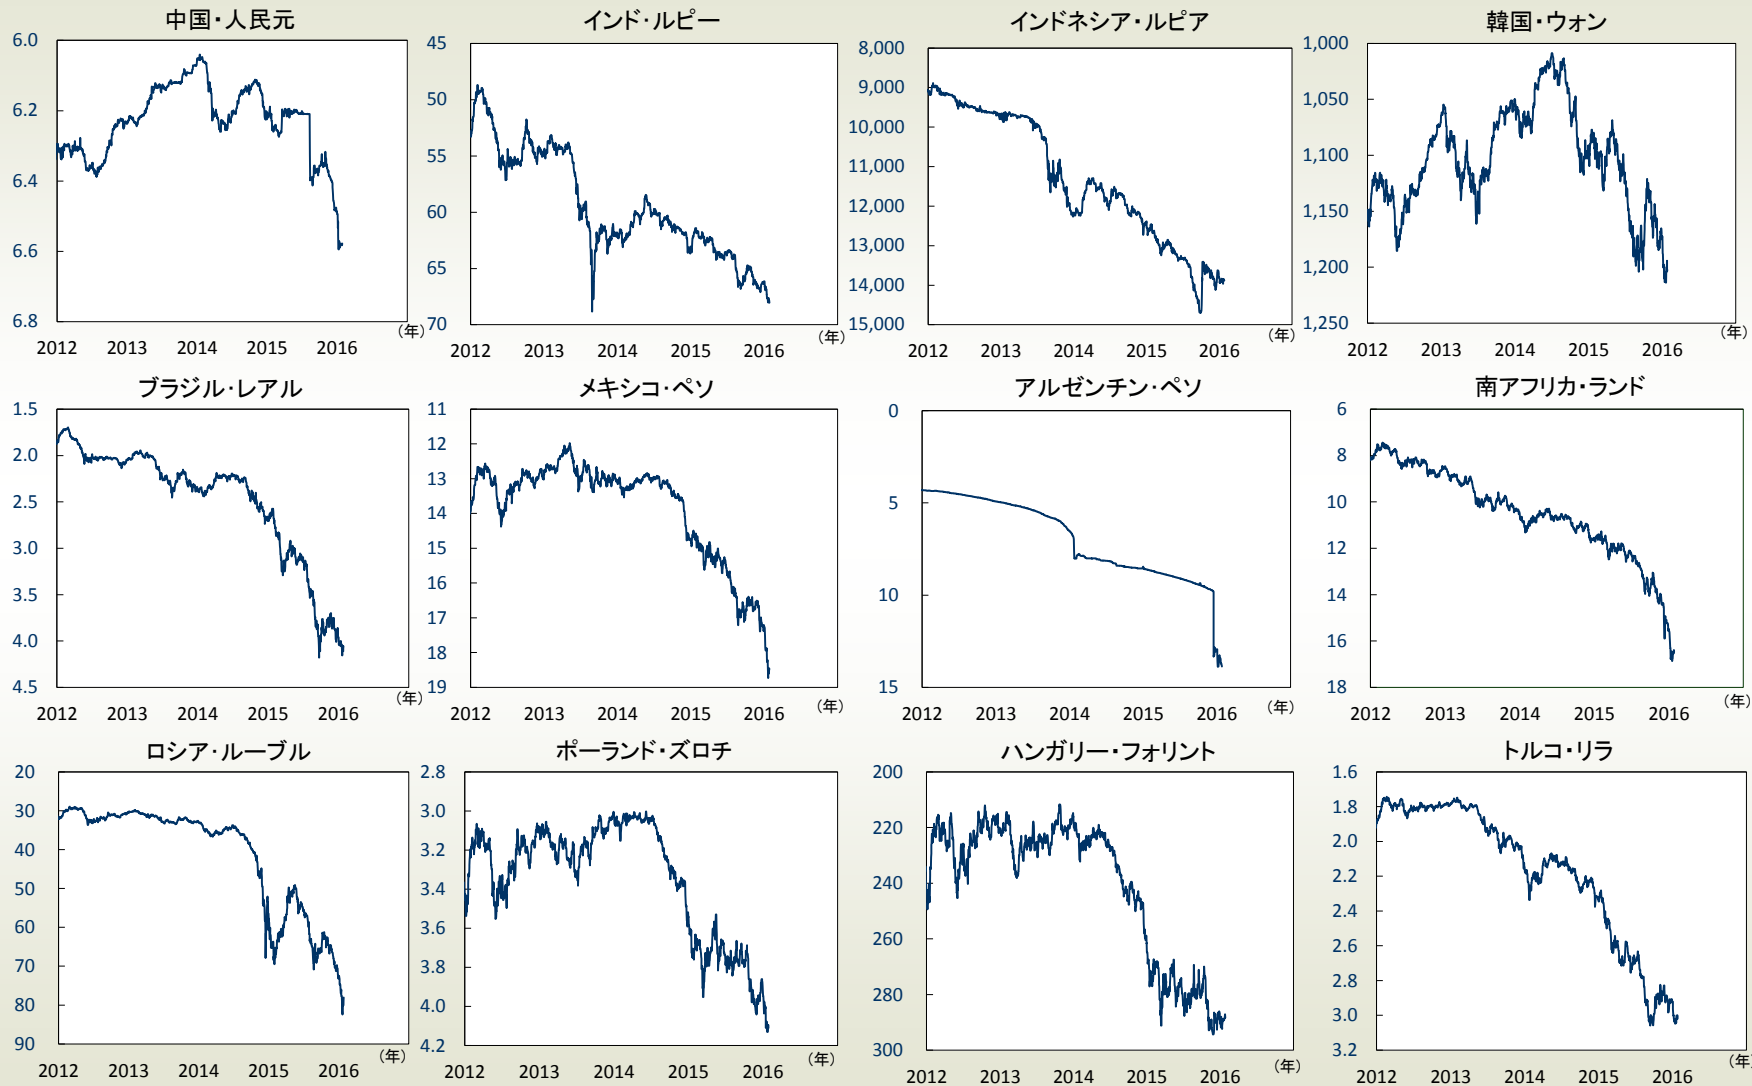 中国・人民元
6.0
6.2
6.4
6.6
6.8
(年)
2012 2013 2014 2015 2016
インド・ルピー
45
50
55
60
65
70
(年)
2012 2013 2014 2015 2016
インドネシア・ルピア
8,000
9,000
10,000
11,000
12,000
13,000
14,000
15,000
(年)
2012 2013 2014 2015 2016
韓国・ウォン
1,000
1,050
1,100
1,150
1,200
1,250
(年)
2012 2013 2014 2015 2016
ブラジル・レアル
1.5
2.0
2.5
3.0
3.5
4.0
4.5
(年)
2012 2013 2014 2015 2016
メキシコ・ペソ
11
12
13
14
15
16
17
18
19
(年)
2012 2013 2014 2015 2016
アルゼンチン・ペソ
0
5
10
15
(年)
2012 2013 2014 2015 2016
南アフリカ・ランド
6
8
10
12
14
16
18
(年)
2012 2013 2014 2015 2016
ロシア・ルーブル
20
30
40
50
60
70
80
90
(年)
2012 2013 2014 2015 2016
ポーランド・ズロチ
2.8
3.0
3.2
3.4
3.6
3.8
4.0
4.2
(年)
2012 2013 2014 2015 2016
ハンガリー・フォリント
200
220
240
260
280
300
(年)
2012 2013 2014 2015 2016
トルコ・リラ
1.6
1.8
2.0
2.2
2.4
2.6
2.8
3.0
3.2
(年)
2012 2013 2014 2015 2016